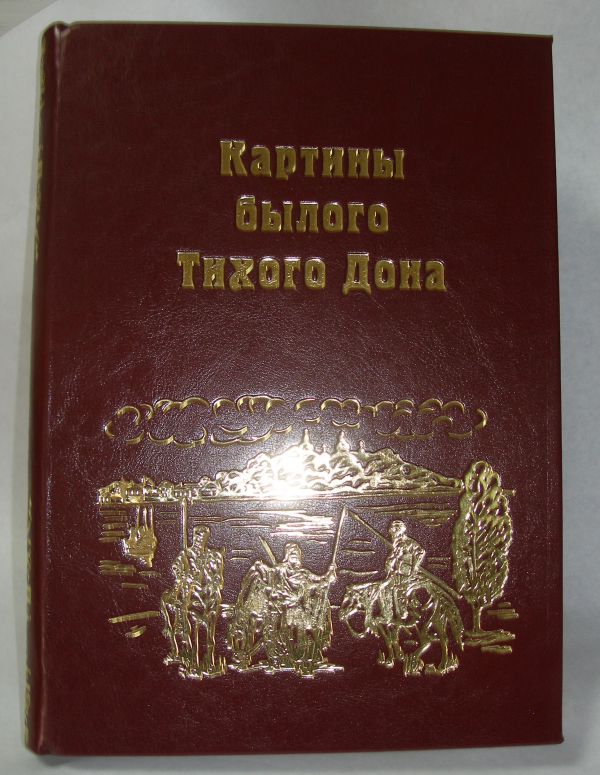 Картины
былого
Тихого Дона